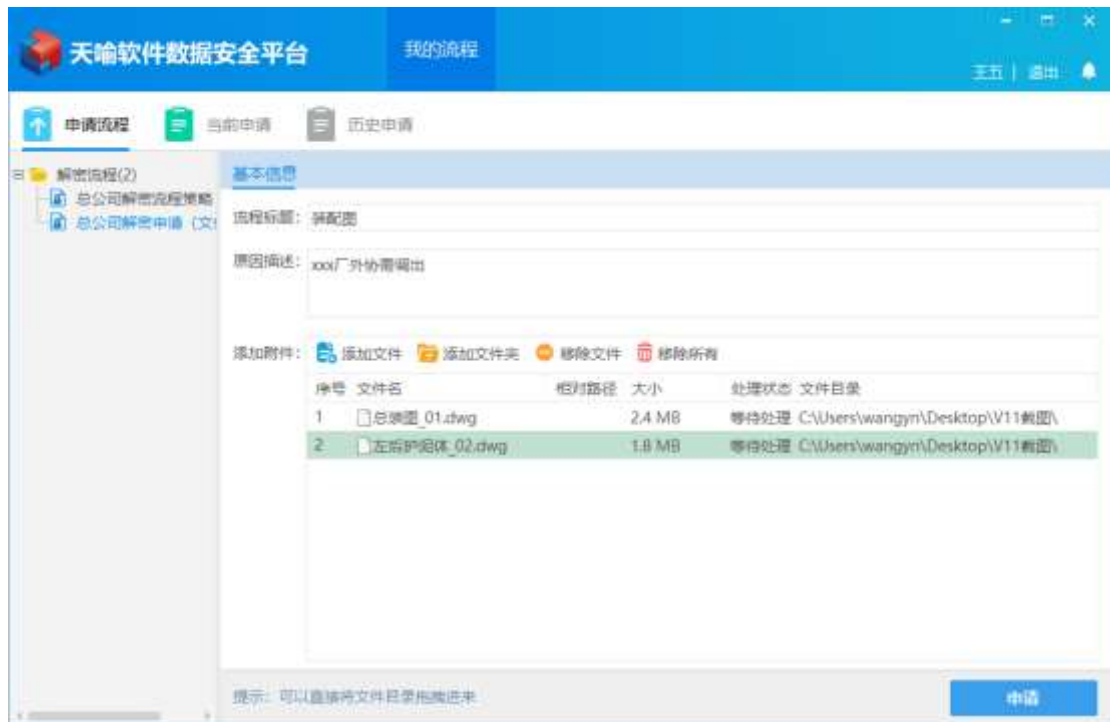 天喻软件数据安全平台
我的流程
王五 | 退出
申请流程
当前申请
历史申请
解密流程(2)
总公司解密流程策略
总公司解密申请（文
基本信息
流程标题： 装配图
原因描述： xxx厂外协需调出
添加附件： 添加文件 添加文件夹 移除文件 移除所有
序号 文件名 相对路径 大小 处理状态 文件目录
1 总装图_01.dwg 2.4 MB 等待处理 C:\Users\wangyn\Desktop\V11截图\
2 左后护组体_02.dwg 1.8 MB 等待处理 C:\Users\wangyn\Desktop\V11截图\
提示：可以直接将文件目录拖拽进来
申请